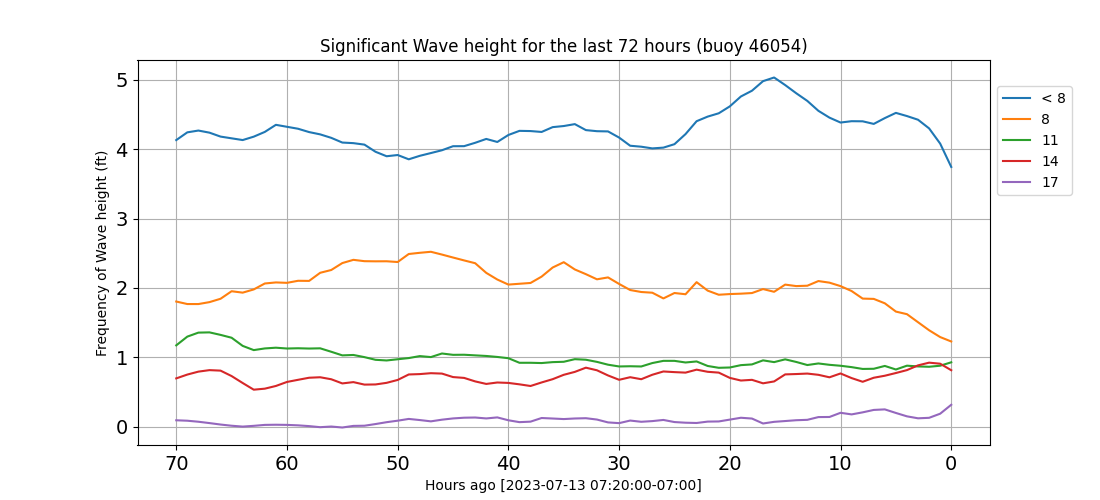 Significant Wave height for the last 72 hours (buoy 46054)
Frequency of Wave height (ft)
5
4
3
2
1
0
70 60 50 40 30 20 10 0
Hours ago [2023-07-13 07:20:00-07:00]
< 8
8
11
14
17